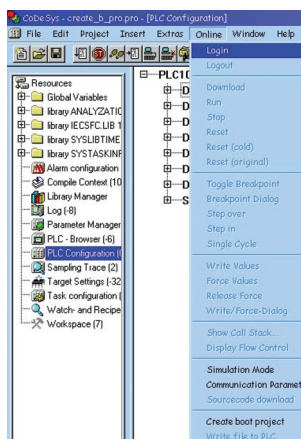 CoDeSys - create_b_pro.pro - [PLC Configuration]
File Edit Project Insert Extras Online Window Help
Resources
Global Variables
library ANALYZATIC
library IECSFC.LIB 1
library SYSLIBTIME
library SYSTASKINF
Alarm configuration
Compile Context (10
Library Manager
Log (-8)
Parameter Manager
PLC - Browser (-6)
PLC Configuration (
Sampling Trace (2)
Target Settings (-32
Task configuration (
Watch- and Recipe
Workspace (7)
PLC1(
D
D
D
D
D
D
D
S
Login
Logout
Download
Run
Stop
Reset
Reset (cold)
Reset (original)
Toggle Breakpoint
Breakpoint Dialog
Step over
Step in
Single Cycle
Write Values
Force Values
Release Force
Write/Force-Dialog
Show Call Stack...
Display Flow Control
Simulation Mode
Communication Paramet
Sourcecode download
Create boot project
Write file to PLC